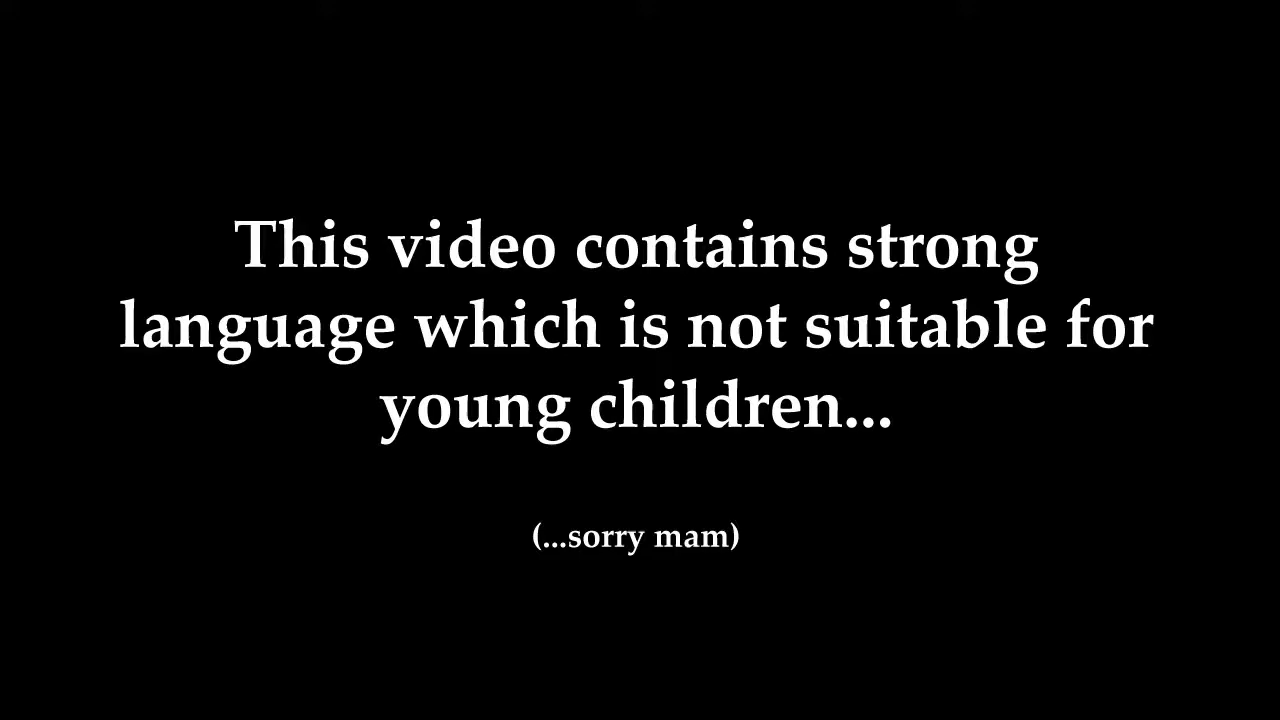 This video contains strong
language which is not suitable for
young children...
(...sorry mam)